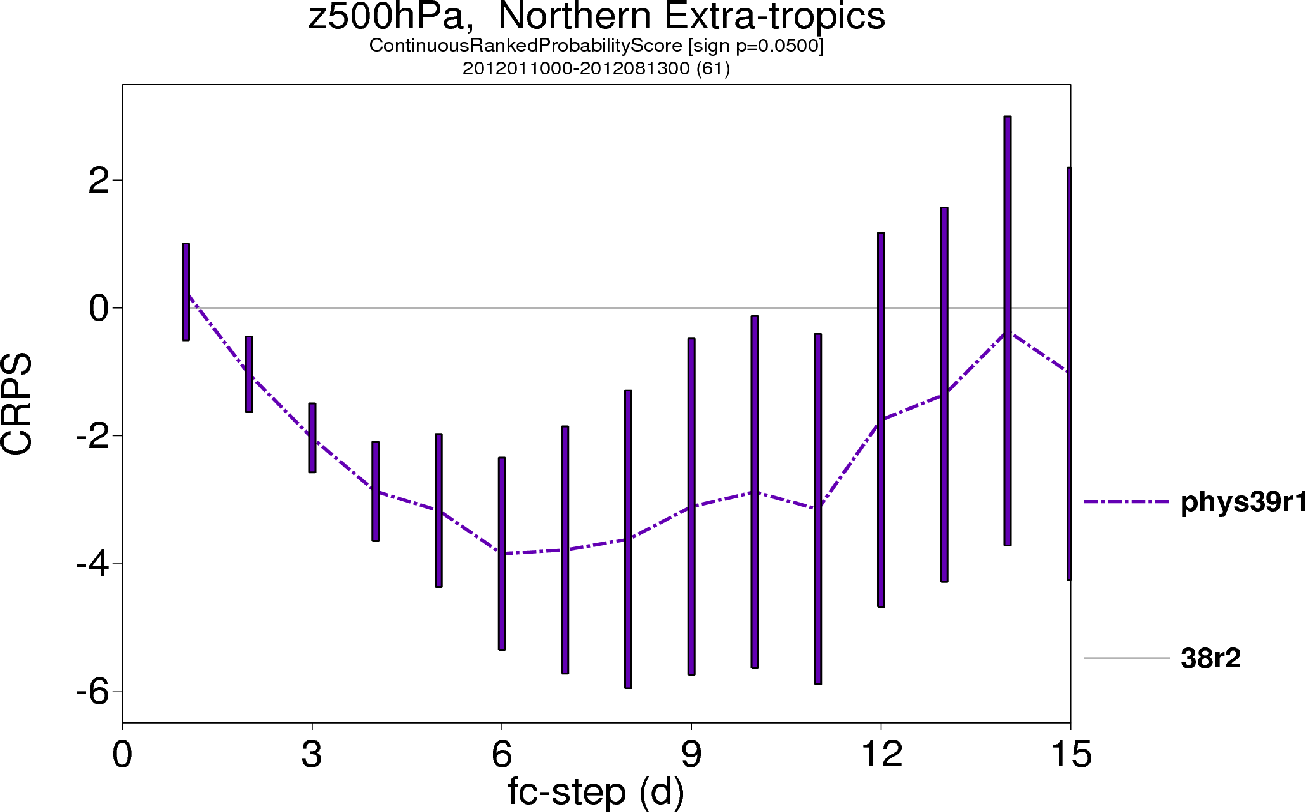 z500hPa, Northern Extra-tropics
ContinuousRankedProbabilityScore [sign p=0.0500]
2012011000-2012081300 (61)
CRPS
2
0
-2
-4
-6
0 3 6 9 12 15
fc-step (d)
phys39r1
38r2